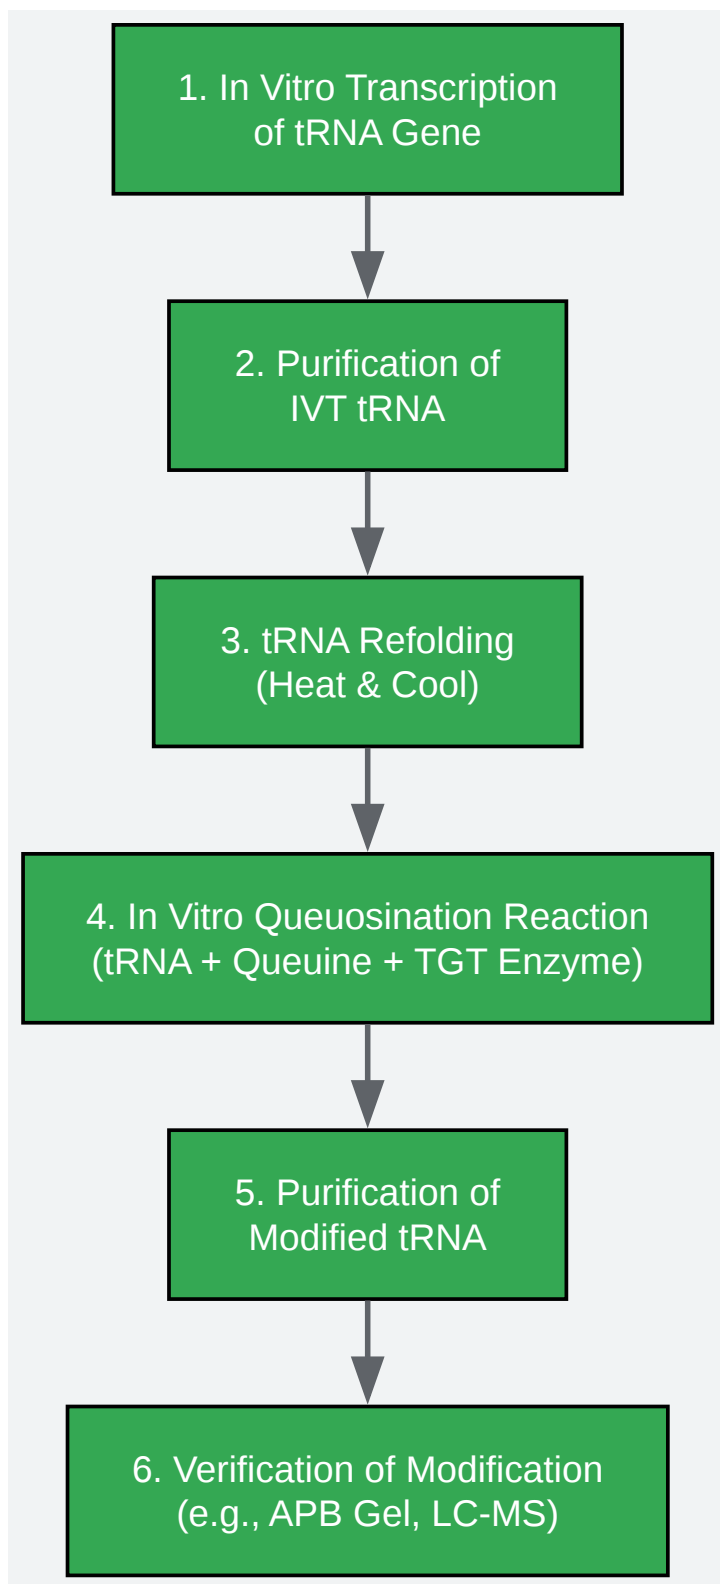 1. In Vitro Transcription
of tRNA Gene
2. Purification of
IVT tRNA
3. tRNA Refolding
(Heat & Cool)
4. In Vitro Queuosination Reaction
(tRNA + Queuine + TGT Enzyme)
5. Purification of
Modified tRNA
6. Verification of Modification
(e.g., APB Gel, LC-MS)